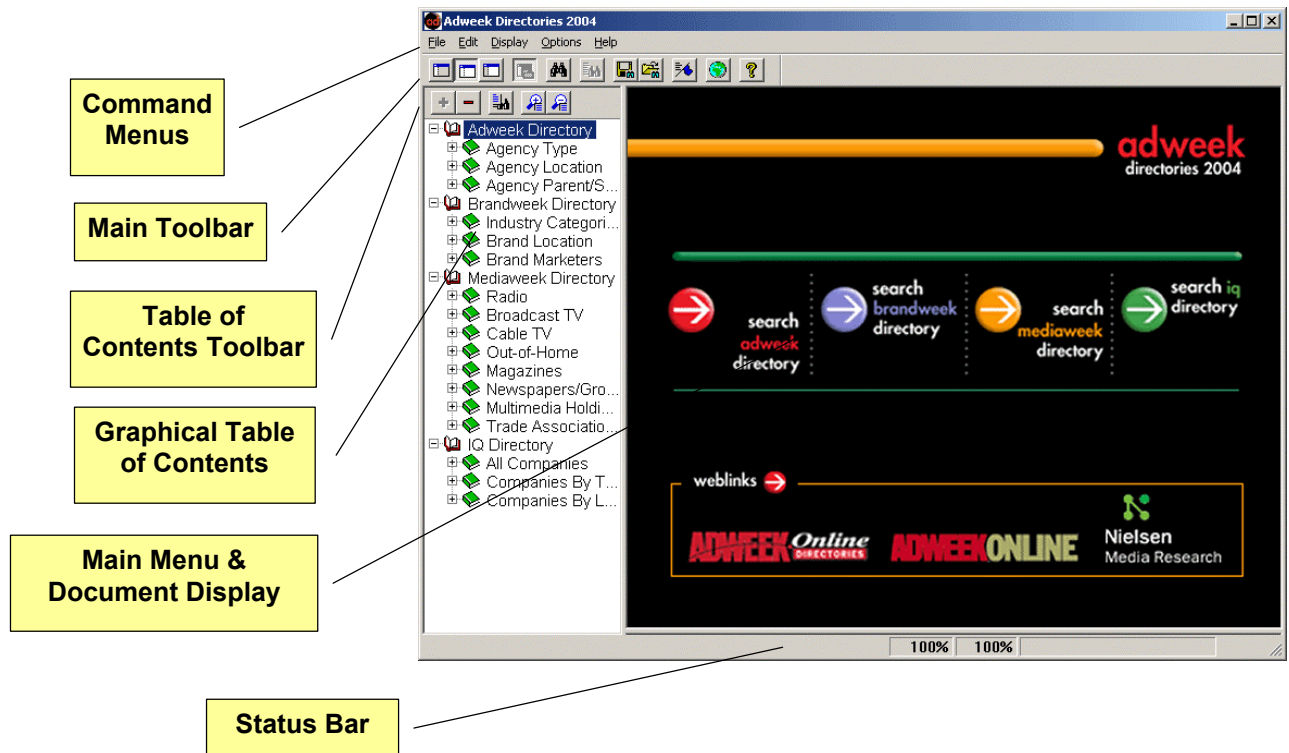 Adweek Directories 2004
File Edit Display Options Help
Command
Menus
Main Toolbar
Table of
Contents Toolbar
Graphical Table
of Contents
Main Menu &
Document Display
Status Bar
Adweek Directory
Agency Type
Agency Location
Agency Parent/S...
Brandweek Directory
Industry Categori...
Brand Location
Brand Marketers
Mediaweek Directory
Radio
Broadcast TV
Cable TV
Out-of-Home
Magazines
Newspapers/Gro...
Multimedia Holdi...
Trade Associatio...
IQ Directory
All Companies
Companies By T...
Companies By L...
adweek
directories 2004
search
adweek
directory
search
brandweek
directory
search
mediaweek
directory
search iq
directory
weblinks
ADWEEK Online
DIRECTORIES
ADWEEKONLINE
Nielsen
Media Research
100% 100%